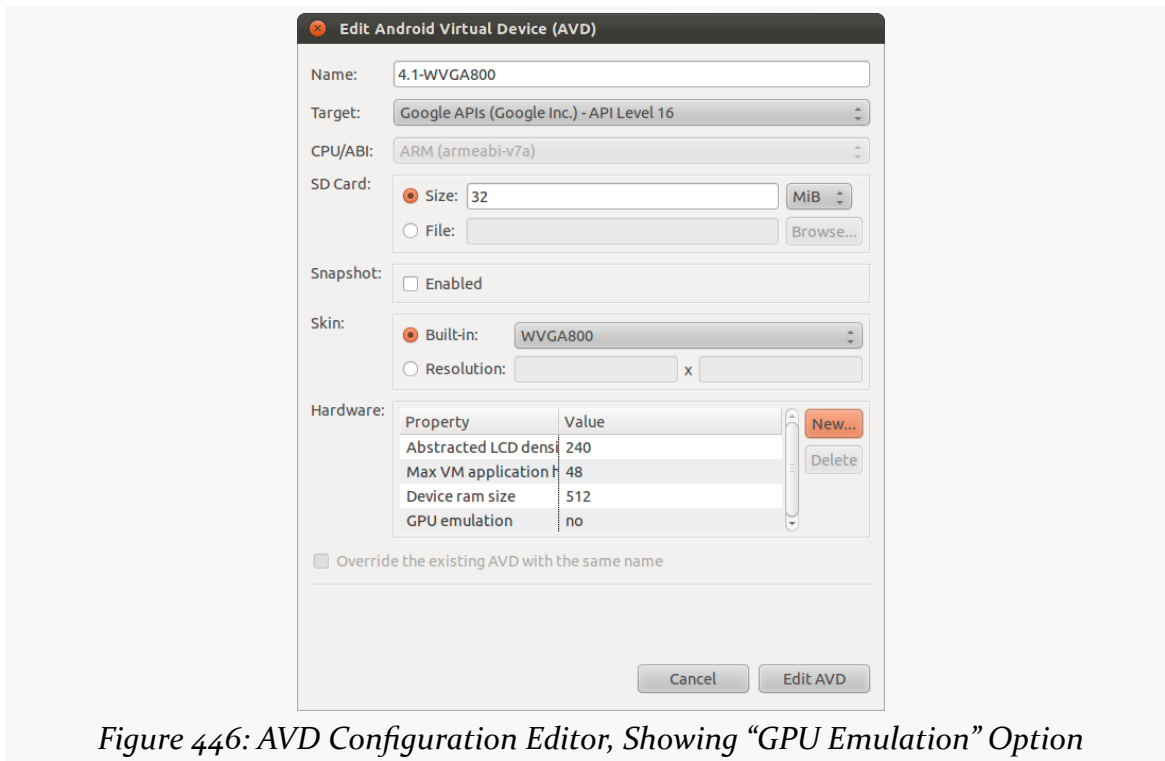 Edit Android Virtual Device (AVD)
Name: 4.1-WVGA800
Target: Google APIs (Google Inc.) - API Level 16
CPU/ABI: ARM (armeabi-v7a)
SD Card:
Size: 32 MiB
File: Browse...
Snapshot:
Enabled
Skin:
Built-in: WVGA800
Resolution: x
Hardware:
Property Value New...
Abstracted LCD densi 240
Delete
Max VM application h 48
Device ram size 512
GPU emulation no
Override the existing AVD with the same name
Cancel Edit AVD
Figure 446: AVD Configuration Editor, Showing “GPU Emulation” Option